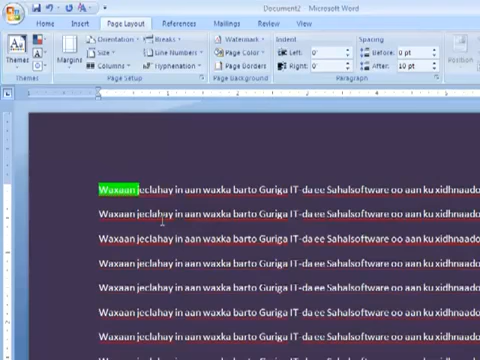 Document2 - Microsoft Word
Home Insert Page Layout References Mailings Review View
Orientation Breaks Watermark Indent Spacing
Themes Margins Size Line Numbers Page Color Left: 0" Before: 0 pt Position
Columns Hyphenation Page Borders Right: 0" After: 10 pt
Themes Page Setup Page Background Paragraph
Waxaan jeclahay in aan waxka barto Guriga IT-da ee Sahalsoftware oo aan ku xidhnaado
Waxaan jeclahay in aan waxka barto Guriga IT-da ee Sahalsoftware oo aan ku xidhnaado
Waxaan jeclahay in aan waxka barto Guriga IT-da ee Sahalsoftware oo aan ku xidhnaado
Waxaan jeclahay in aan waxka barto Guriga IT-da ee Sahalsoftware oo aan ku xidhnaado
Waxaan jeclahay in aan waxka barto Guriga IT-da ee Sahalsoftware oo aan ku xidhnaado
Waxaan jeclahay in aan waxka barto Guriga IT-da ee Sahalsoftware oo aan ku xidhnaado
Waxaan jeclahay in aan waxka barto Guriga IT-da ee Sahalsoftware oo aan ku xidhnaado